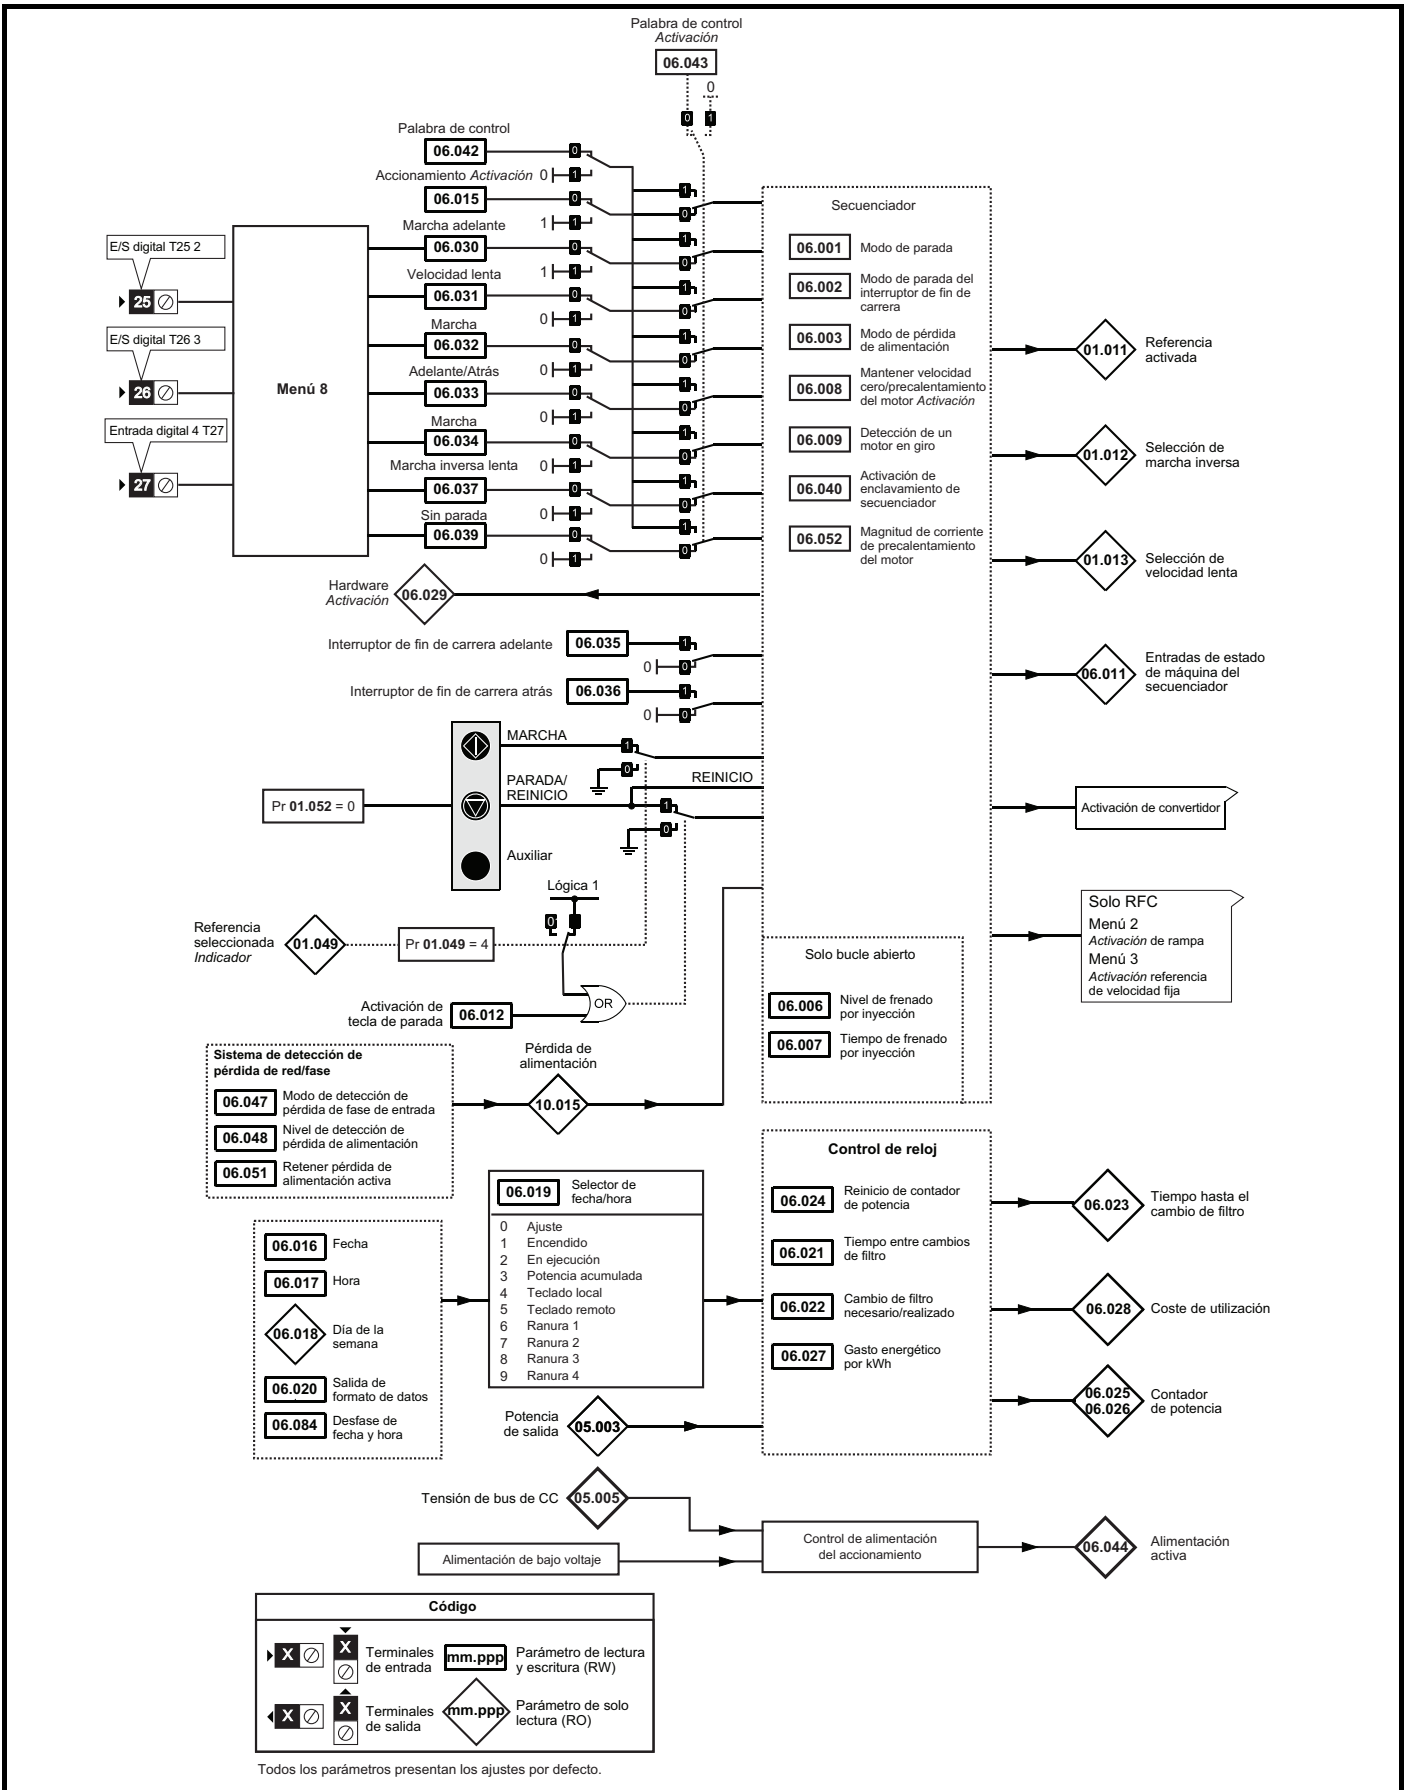 Palabra de control
Activación
06.043
0
0
1
Palabra de control
06.042
0
Accionamiento Activación
0
1
06.015
0
1
1
Marcha adelante
06.030
0
1
1
Velocidad lenta
06.031
0
0
1
Marcha
06.032
0
0
1
Adelante/Atrás
06.033
0
0
1
Marcha
06.034
0
0
1
Marcha inversa lenta
06.037
0
0
1
Sin parada
06.039
0
0
1
1
0
1
0
1
0
1
0
1
0
1
0
1
0
1
0
E/S digital T25 2
25
E/S digital T26 3
26
Entrada digital 4 T27
27
Menú 8
Secuenciador
06.001
Modo de parada
06.002
Modo de parada del
interruptor de fin de
carrera
06.003
Modo de pérdida
de alimentación
06.008
Mantener velocidad
cero/precalentamiento
del motor Activación
06.009
Detección de un
motor en giro
06.040
Activación de
enclavamiento de
secuenciador
06.052
Magnitud de corriente
de precalentamiento
del motor
01.011
Referencia
activada
01.012
Selección de
marcha inversa
01.013
Selección de
velocidad lenta
06.011
Entradas de estado
de máquina del
secuenciador
Activación de convertidor
Solo RFC
Menú 2
Activación de rampa
Menú 3
Activación referencia
de velocidad fija
Hardware
Activación
06.029
Interruptor de fin de carrera adelante
06.035
1
0
0
Interruptor de fin de carrera atrás
06.036
1
0
0
MARCHA
1
0
PARADA/
REINICIO
REINICIO
1
0
Pr 01.052 = 0
Auxiliar
Lógica 1
0
Referencia
seleccionada
Indicador
01.049
Pr 01.049 = 4
OR
Activación de
tecla de parada
06.012
Solo bucle abierto
06.006
Nivel de frenado
por inyección
06.007
Tiempo de frenado
por inyección
Sistema de detección de
pérdida de red/fase
06.047
Modo de detección de
pérdida de fase de entrada
06.048
Nivel de detección de
pérdida de alimentación
06.051
Retener pérdida de
alimentación activa
Pérdida de
alimentación
10.015
06.016
Fecha
06.017
Hora
06.018
Día de la
semana
06.020
Salida de
formato de datos
06.084
Desfase de
fecha y hora
06.019
Selector de
fecha/hora
0 Ajuste
1 Encendido
2 En ejecución
3 Potencia acumulada
4 Teclado local
5 Teclado remoto
6 Ranura 1
7 Ranura 2
8 Ranura 3
9 Ranura 4
Control de reloj
06.024
Reinicio de contador
de potencia
06.021
Tiempo entre cambios
de filtro
06.022
Cambio de filtro
necesario/realizado
06.027
Gasto energético
por kWh
06.023
Tiempo hasta el
cambio de filtro
06.028
Coste de utilización
06.025
06.026
Contador
de potencia
Potencia
de salida
05.003
Tensión de bus de CC
05.005
Alimentación de bajo voltaje
Control de alimentación
del accionamiento
06.044
Alimentación
activa
Código
X
X
Terminales
de entrada
mm.ppp
Parámetro de lectura
y escritura (RW)
X
X
Terminales
de salida
mm.ppp
Parámetro de solo
lectura (RO)
Todos los parámetros presentan los ajustes por defecto.